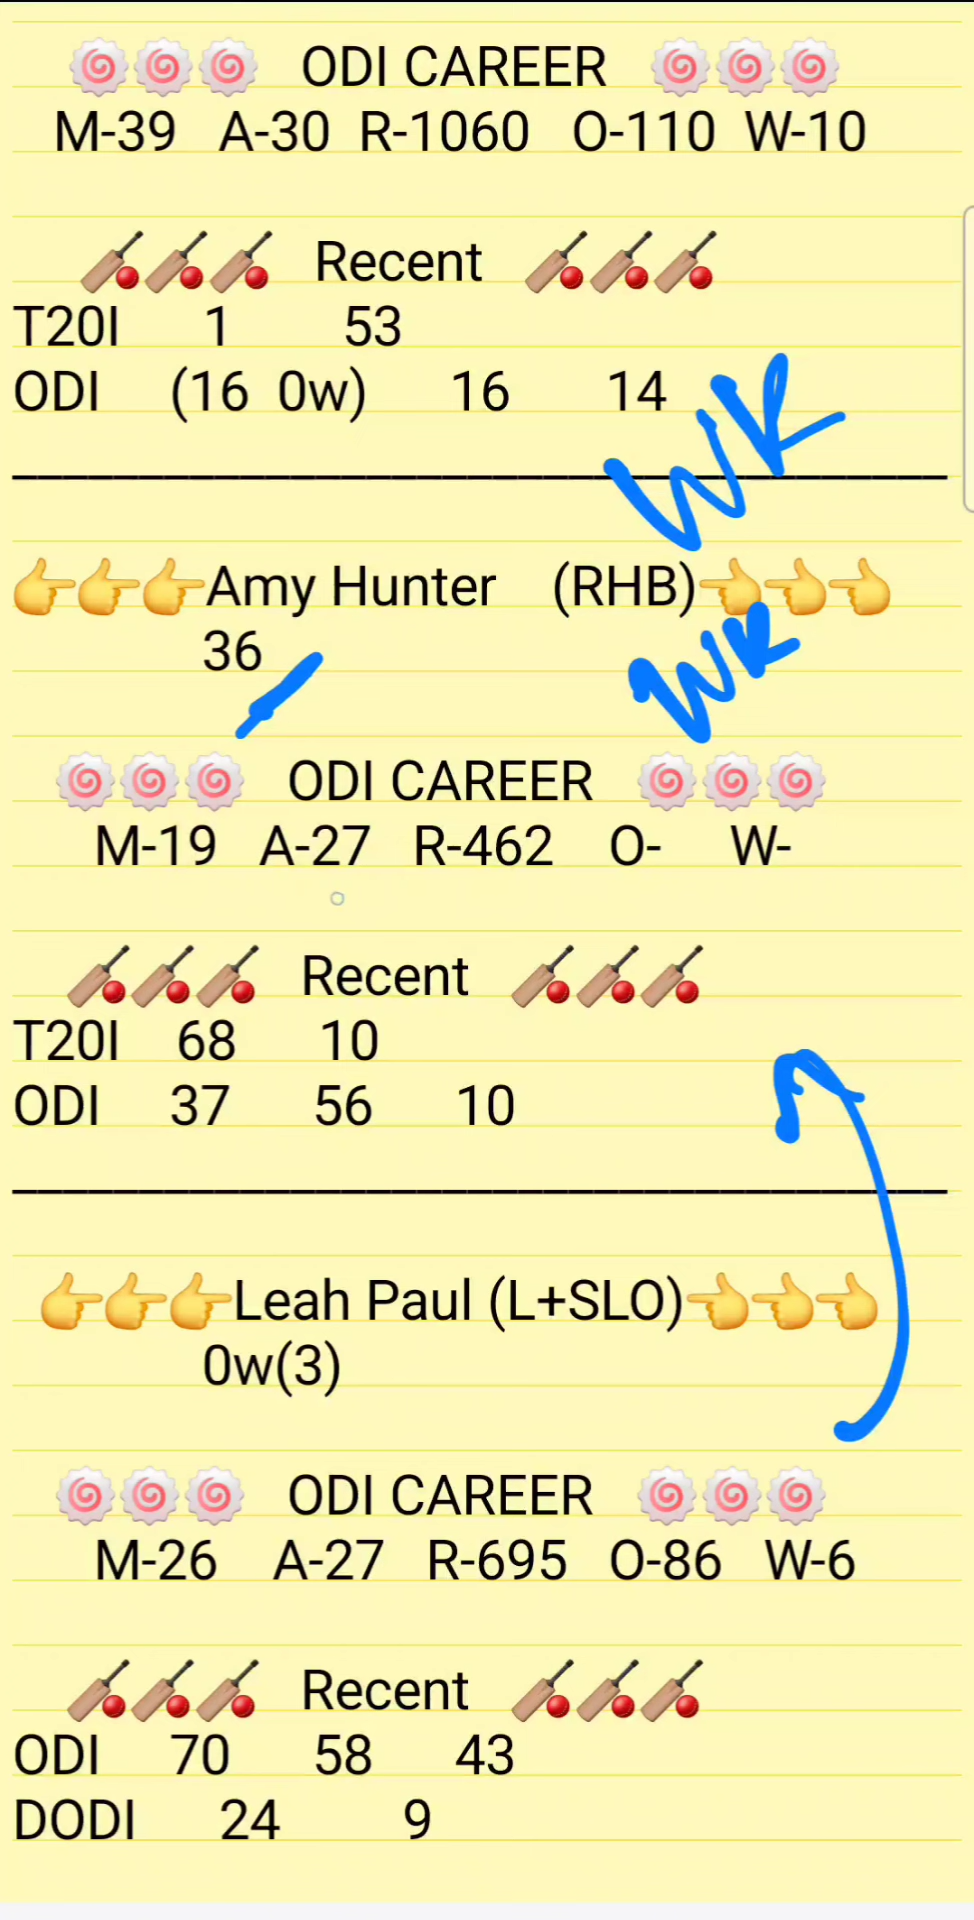 ODI CAREER
M-39 A-30 R-1060 O-110 W-10
Recent
T20I 1 53
ODI (16 0w) 16 14
WK
Amy Hunter (RHB)
36
WK
ODI CAREER
M-19 A-27 R-462 O- W-
Recent
T20I 68 10
ODI 37 56 10
Leah Paul (L+SLO)
0w(3)
ODI CAREER
M-26 A-27 R-695 O-86 W-6
Recent
ODI 70 58 43
DODI 24 9